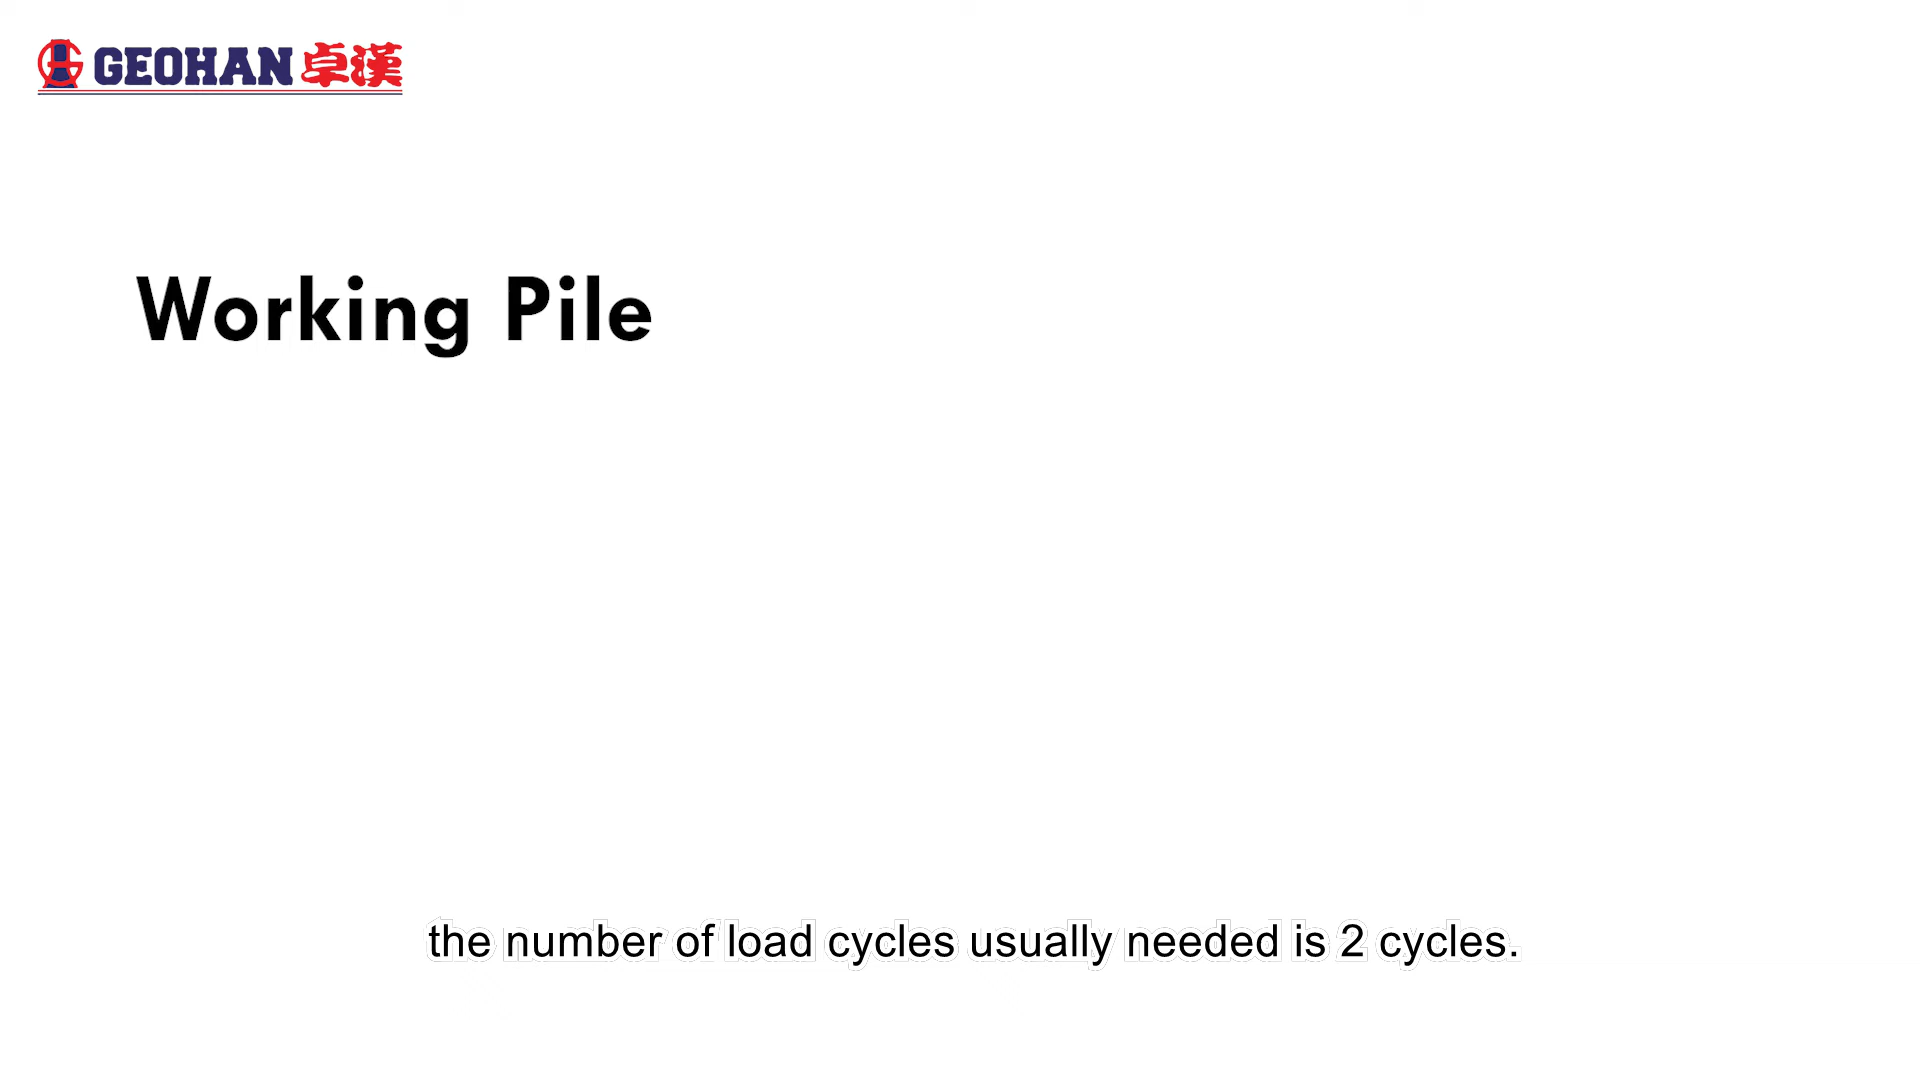 GEOHAN 卓漢
Working Pile
the number of load cycles usually needed is 2 cycles.